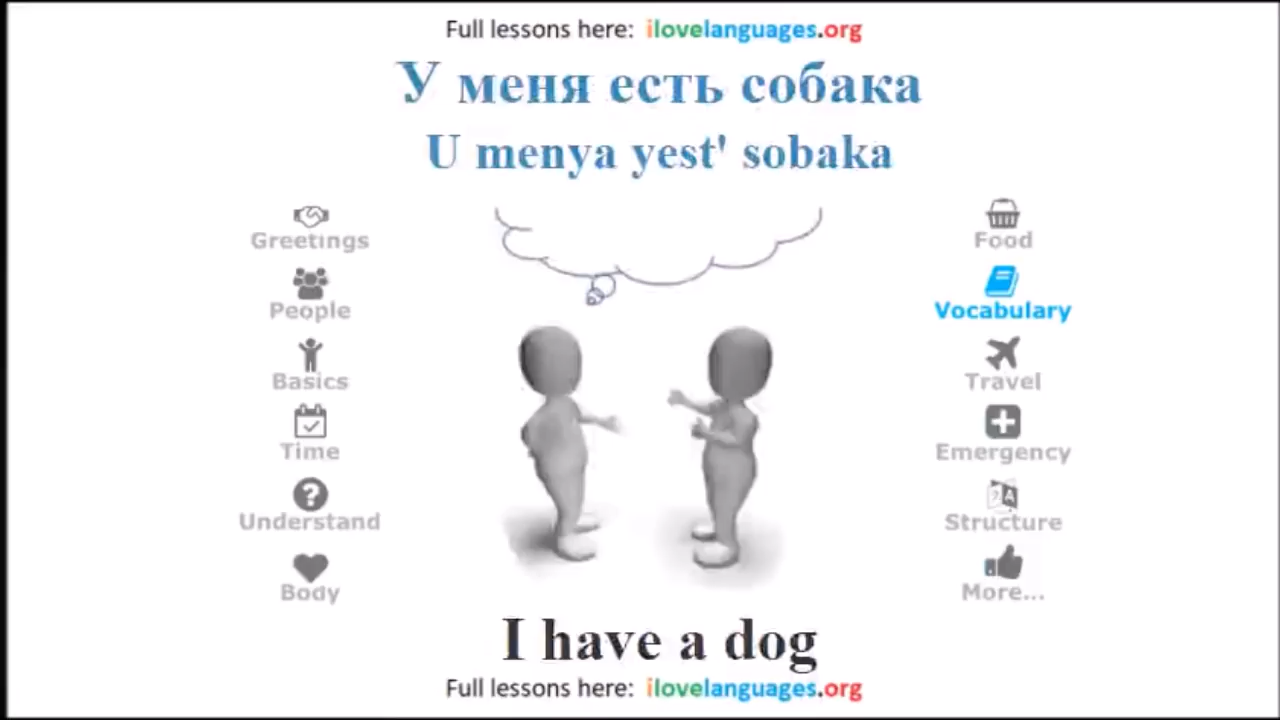 Full lessons here: ilovelanguages.org
У меня есть собака
U menya yest' sobaka
Greetings
People
Basics
Time
Understand
Body
Food
Vocabulary
Travel
Emergency
Structure
More...
I have a dog
Full lessons here: ilovelanguages.org